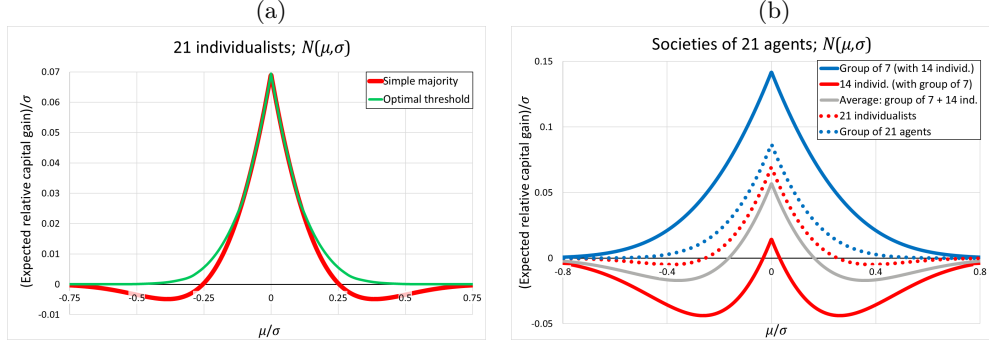 (a)
21 individualists; N(μ,σ)
(Expected relative capital gain)/σ
0.07
0.06
0.05
0.04
0.03
0.02
0.01
0
-0.01
-0.75
-0.5
-0.25
0
0.25
0.5
0.75
μ/σ
Simple majority
Optimal threshold
(b)
Societies of 21 agents; N(μ,σ)
(Expected relative capital gain)/σ
0.15
0.1
0.05
0
-0.05
-0.8
-0.4
0
0.4
0.8
μ/σ
Group of 7 (with 14 individ.)
14 individ. (with group of 7)
Average: group of 7 + 14 ind.
21 individualists
Group of 21 agents